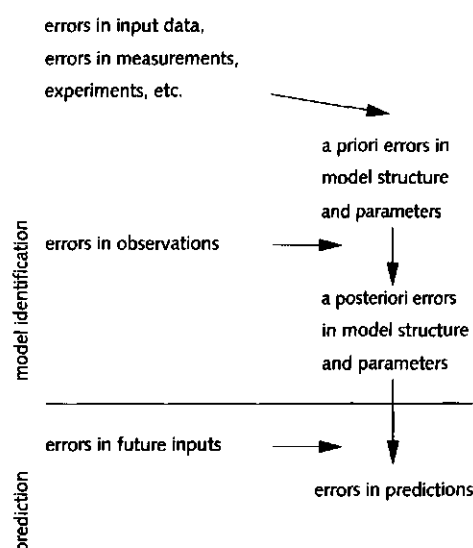 errors in input data,
errors in measurements,
experiments, etc.
a priori errors in
model structure
and parameters
errors in observations
a posteriori errors
in model structure
and parameters
model identification
errors in future inputs
errors in predictions
prediction